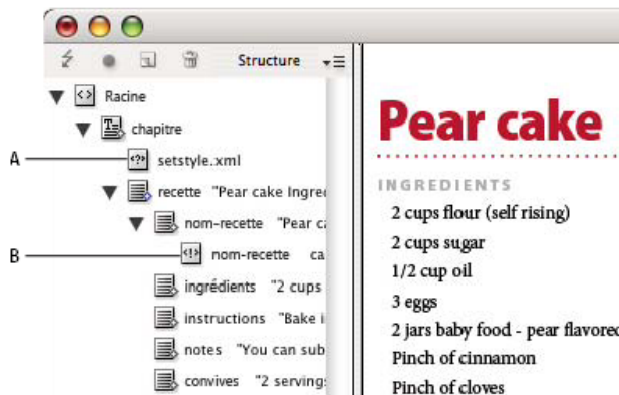 Structure
Racine
chapitre
A
setstyle.xml
recette "Pear cake Ingre
nom-recette "Pear c
B
nom-recette ca
ingrédients "2 cups
instructions "Bake i
notes "You can sub
convives "2 serving
Pear cake
INGREDIENTS
2 cups flour (self rising)
2 cups sugar
1/2 cup oil
3 eggs
2 jars baby food - pear flavored
Pinch of cinnamon
Pinch of cloves